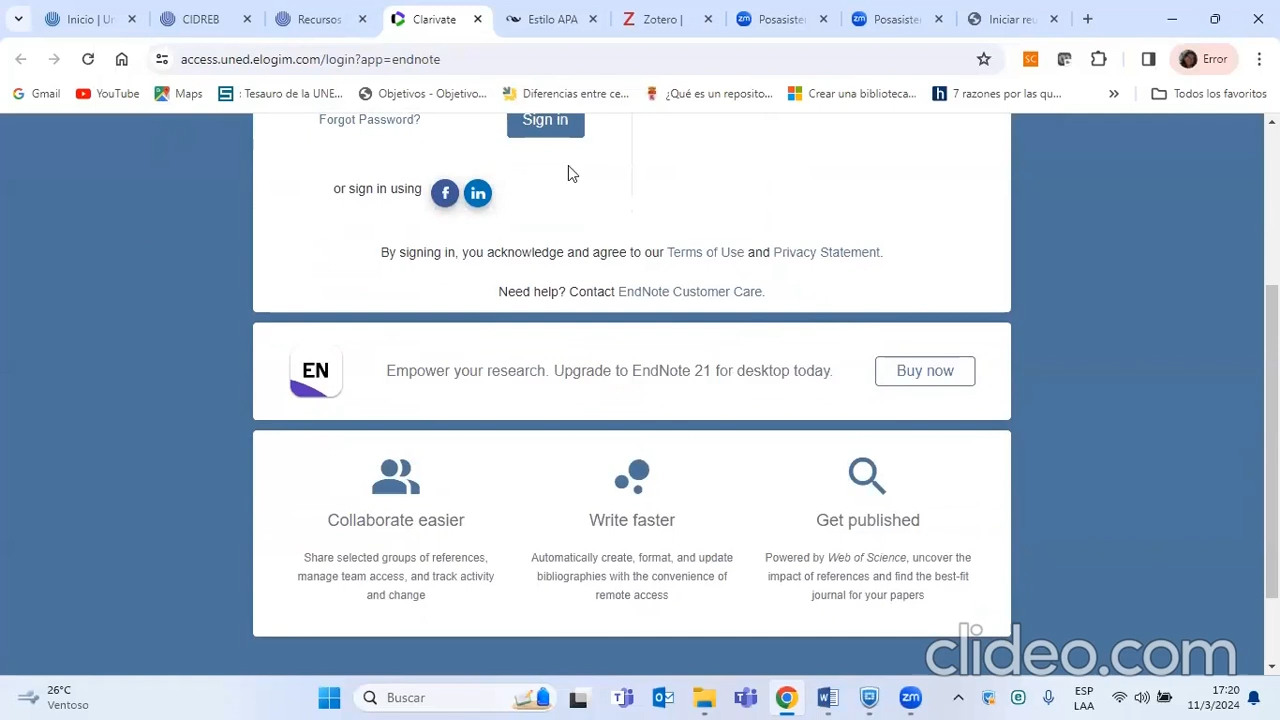 Inicio | Un
CIDREB
Recursos
Clarivate
Estilo APA
Zotero |
Posasistem
Posasistem
Iniciar reu
access.uned.elogim.com/login?app=endnote
Error
Gmail
YouTube
Maps
: Tesauro de la UNE...
Objetivos - Objetivo...
Diferencias entre ce...
¿Qué es un reposito...
Crear una biblioteca...
7 razones por las qu...
Todos los favoritos
Forgot Password?
Sign in
or sign in using
By signing in, you acknowledge and agree to our Terms of Use and Privacy Statement.
Need help? Contact EndNote Customer Care.
EN
Empower your research. Upgrade to EndNote 21 for desktop today.
Buy now
Collaborate easier
Share selected groups of references,
manage team access, and track activity
and change
Write faster
Automatically create, format, and update
bibliographies with the convenience of
remote access
Get published
Powered by Web of Science, uncover the
impact of references and find the best-fit
journal for your papers
clideo.com
26°C
Ventoso
Buscar
ESP
LAA
17:20
11/3/2024